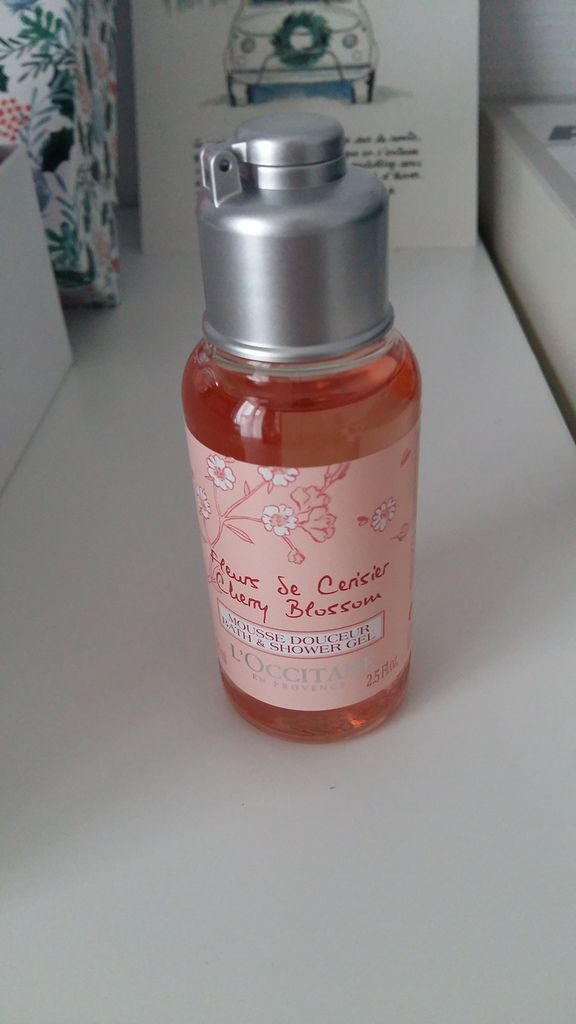 Fleurs de Cerisier
Cherry Blossom
MOUSSE DOUCEUR
BATH & SHOWER GEL
L'OCCITANE
EN PROVENCE
2.5 Fl.oz.